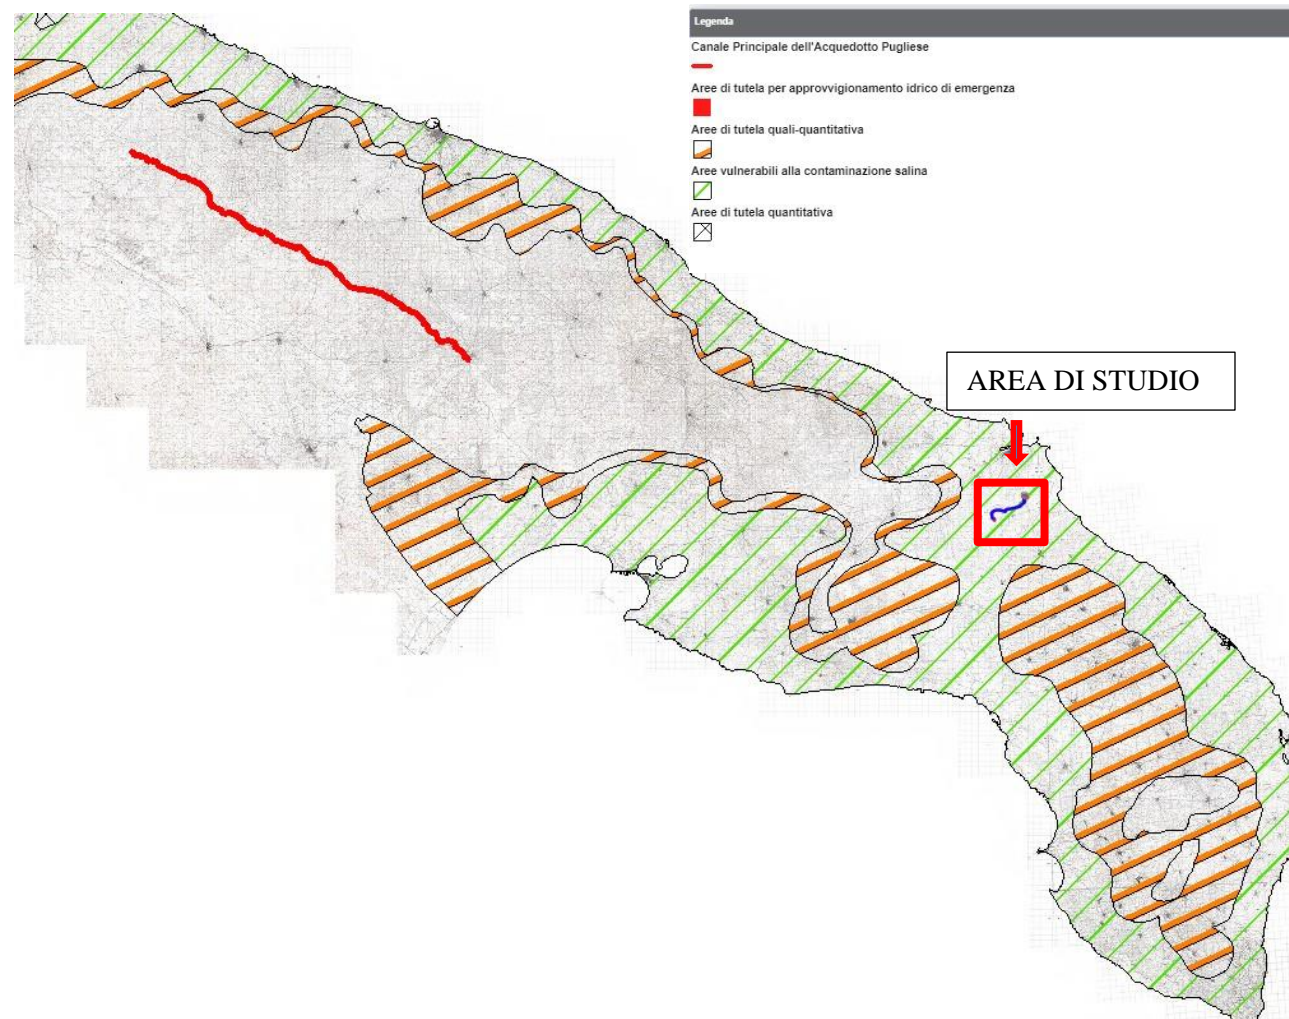 Legenda
Canale Principale dell'Acquedotto Pugliese
Aree di tutela per approvvigionamento idrico di emergenza
Aree di tutela quali-quantitativa
Aree vulnerabili alla contaminazione salina
Aree di tutela quantitativa
AREA DI STUDIO